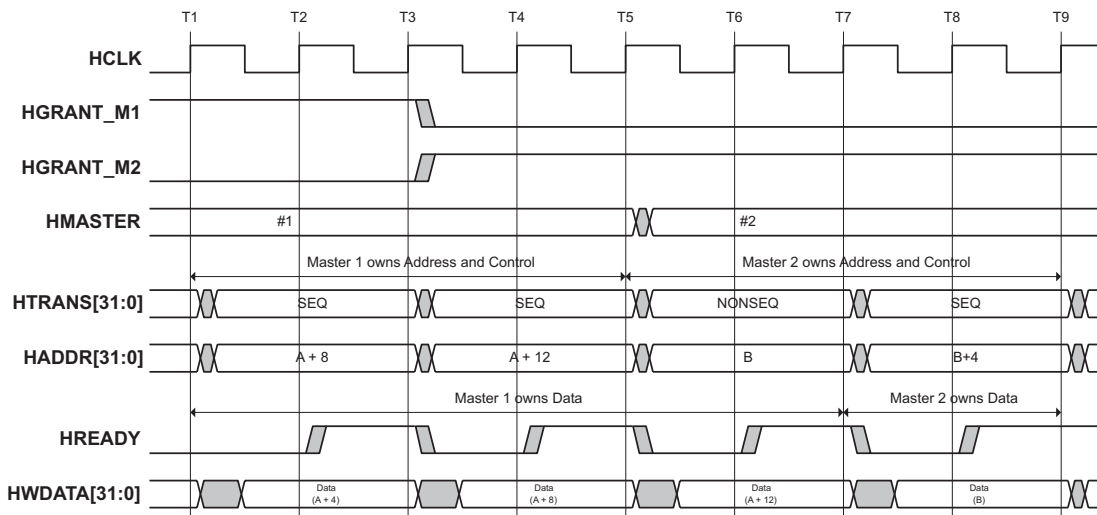 T1 T2 T3 T4 T5 T6 T7 T8 T9
HCLK
HGRANT_M1
HGRANT_M2
HMASTER #1 #2
Master 1 owns Address and Control Master 2 owns Address and Control
HTRANS[31:0] SEQ SEQ NONSEQ SEQ
HADDR[31:0] A + 8 A + 12 B B+4
Master 1 owns Data Master 2 owns Data
HREADY
HWDATA[31:0] Data Data Data Data
(A + 4) (A + 8) (A + 12) (B)